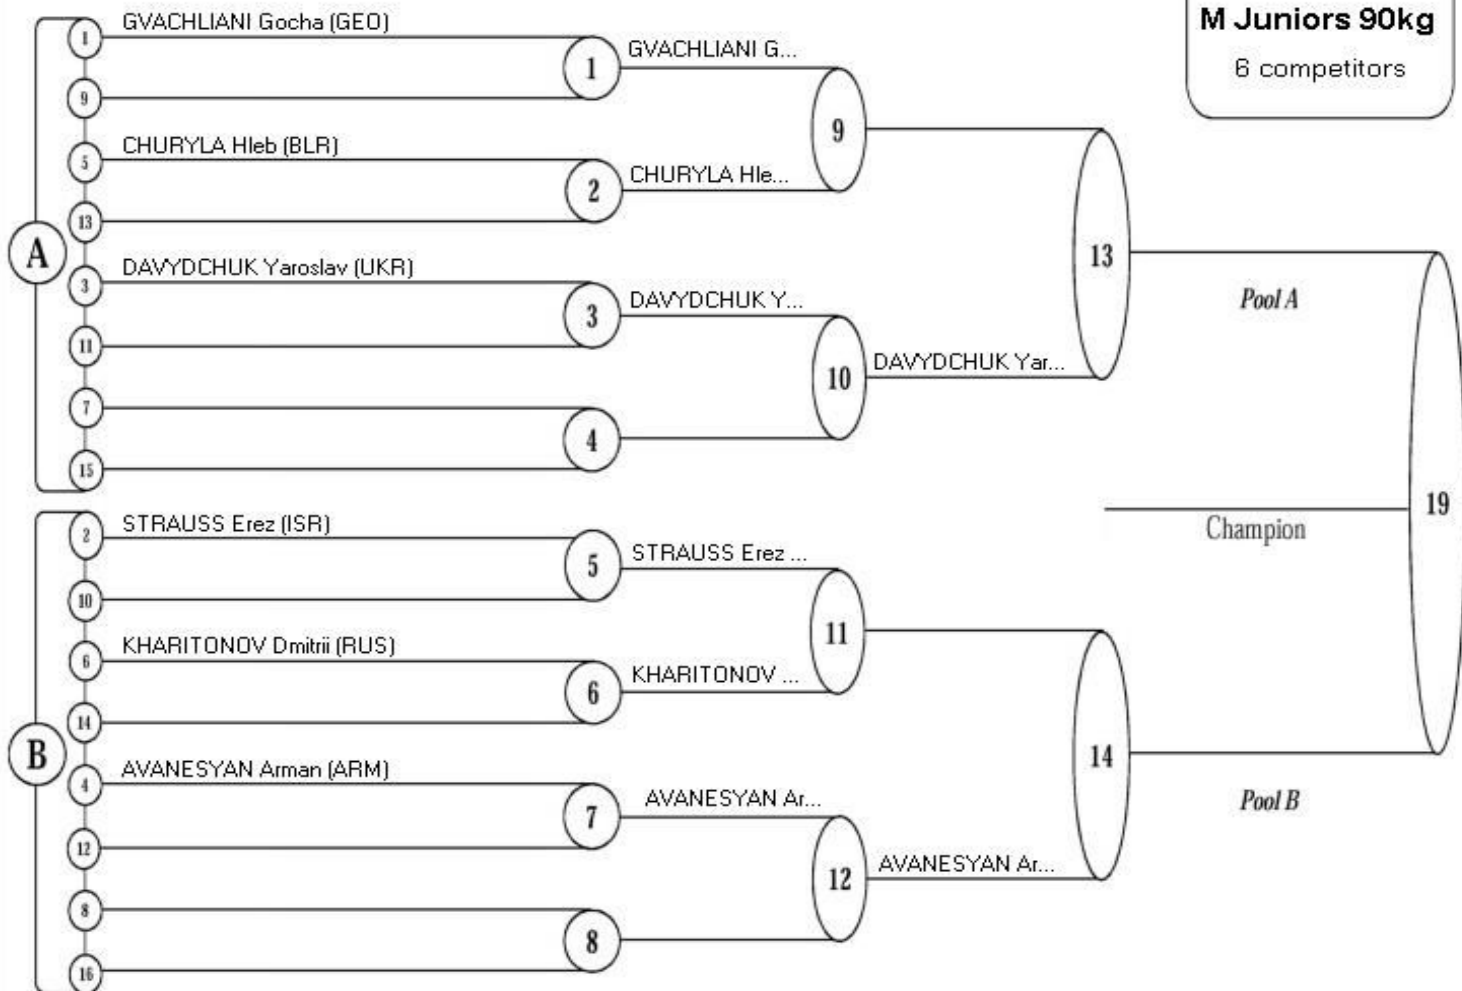 M Juniors 90kg
6 competitors
A
1
GVACHLIANI Gocha (GEO)
9
1
GVACHLIANI G...
5
CHURYLA Hleb (BLR)
13
2
CHURYLA Hle...
9
3
DAVYDCHUK Yaroslav (UKR)
11
3
DAVYDCHUK Y...
7
15
4
10
DAVYDCHUK Yar...
13
Pool A
B
2
STRAUSS Erez (ISR)
10
5
STRAUSS Erez ...
6
KHARITONOV Dmitrii (RUS)
14
6
KHARITONOV ...
11
4
AVANESYAN Arman (ARM)
12
7
AVANESYAN Ar...
8
16
8
12
AVANESYAN Ar...
14
Pool B
19
Champion